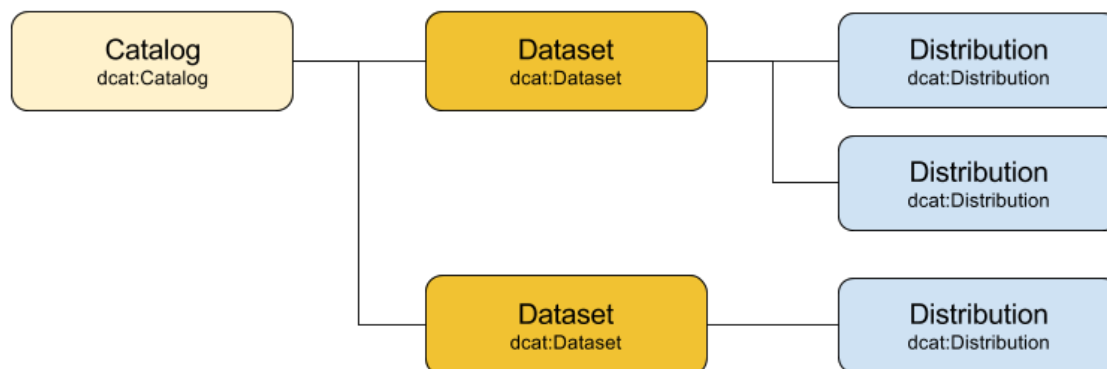 Catalog
dcat:Catalog
Dataset
dcat:Dataset
Distribution
dcat:Distribution
Distribution
dcat:Distribution
Dataset
dcat:Dataset
Distribution
dcat:Distribution